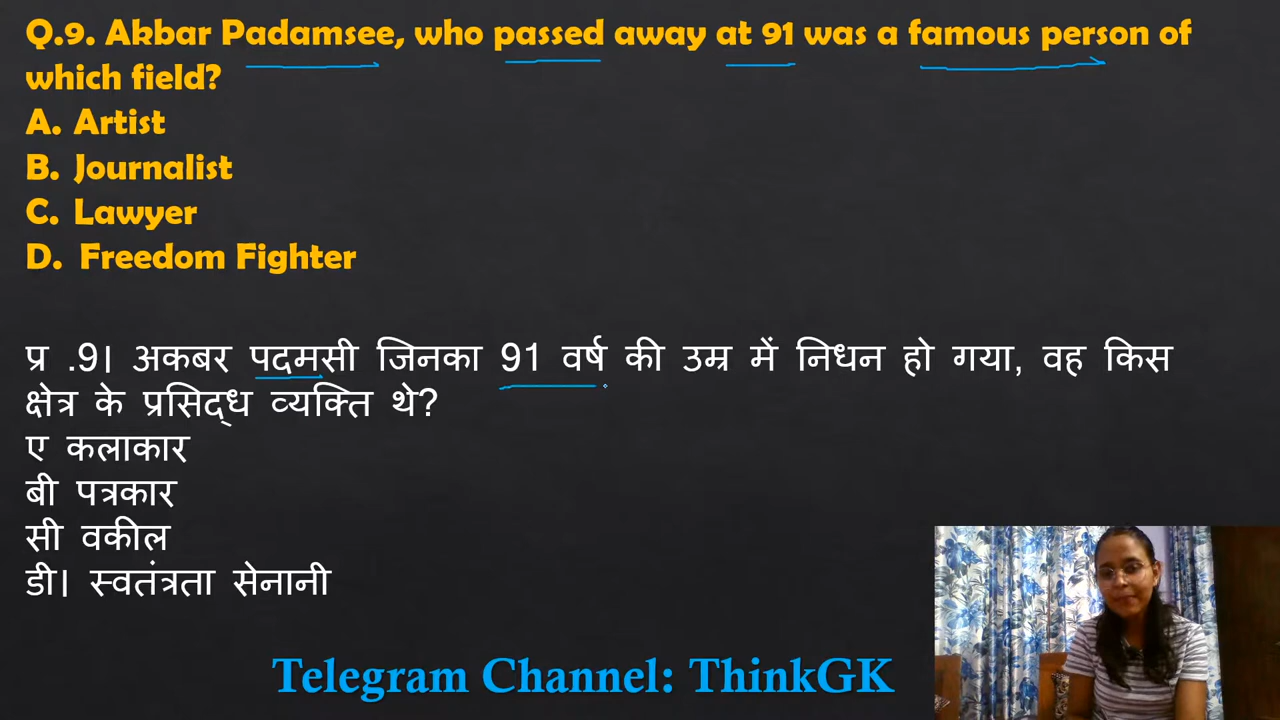 Q.9. Akbar Padamsee, who passed away at 91 was a famous person of
which field?
A. Artist
B. Journalist
C. Lawyer
D. Freedom Fighter
प्र .9। अकबर पदमसी जिनका 91 वर्ष की उम्र में निधन हो गया, वह किस
क्षेत्र के प्रसिद्ध व्यक्ति थे?
ए कलाकार
बी पत्रकार
सी वकील
डी। स्वतंत्रता सेनानी
Telegram Channel: ThinkGK